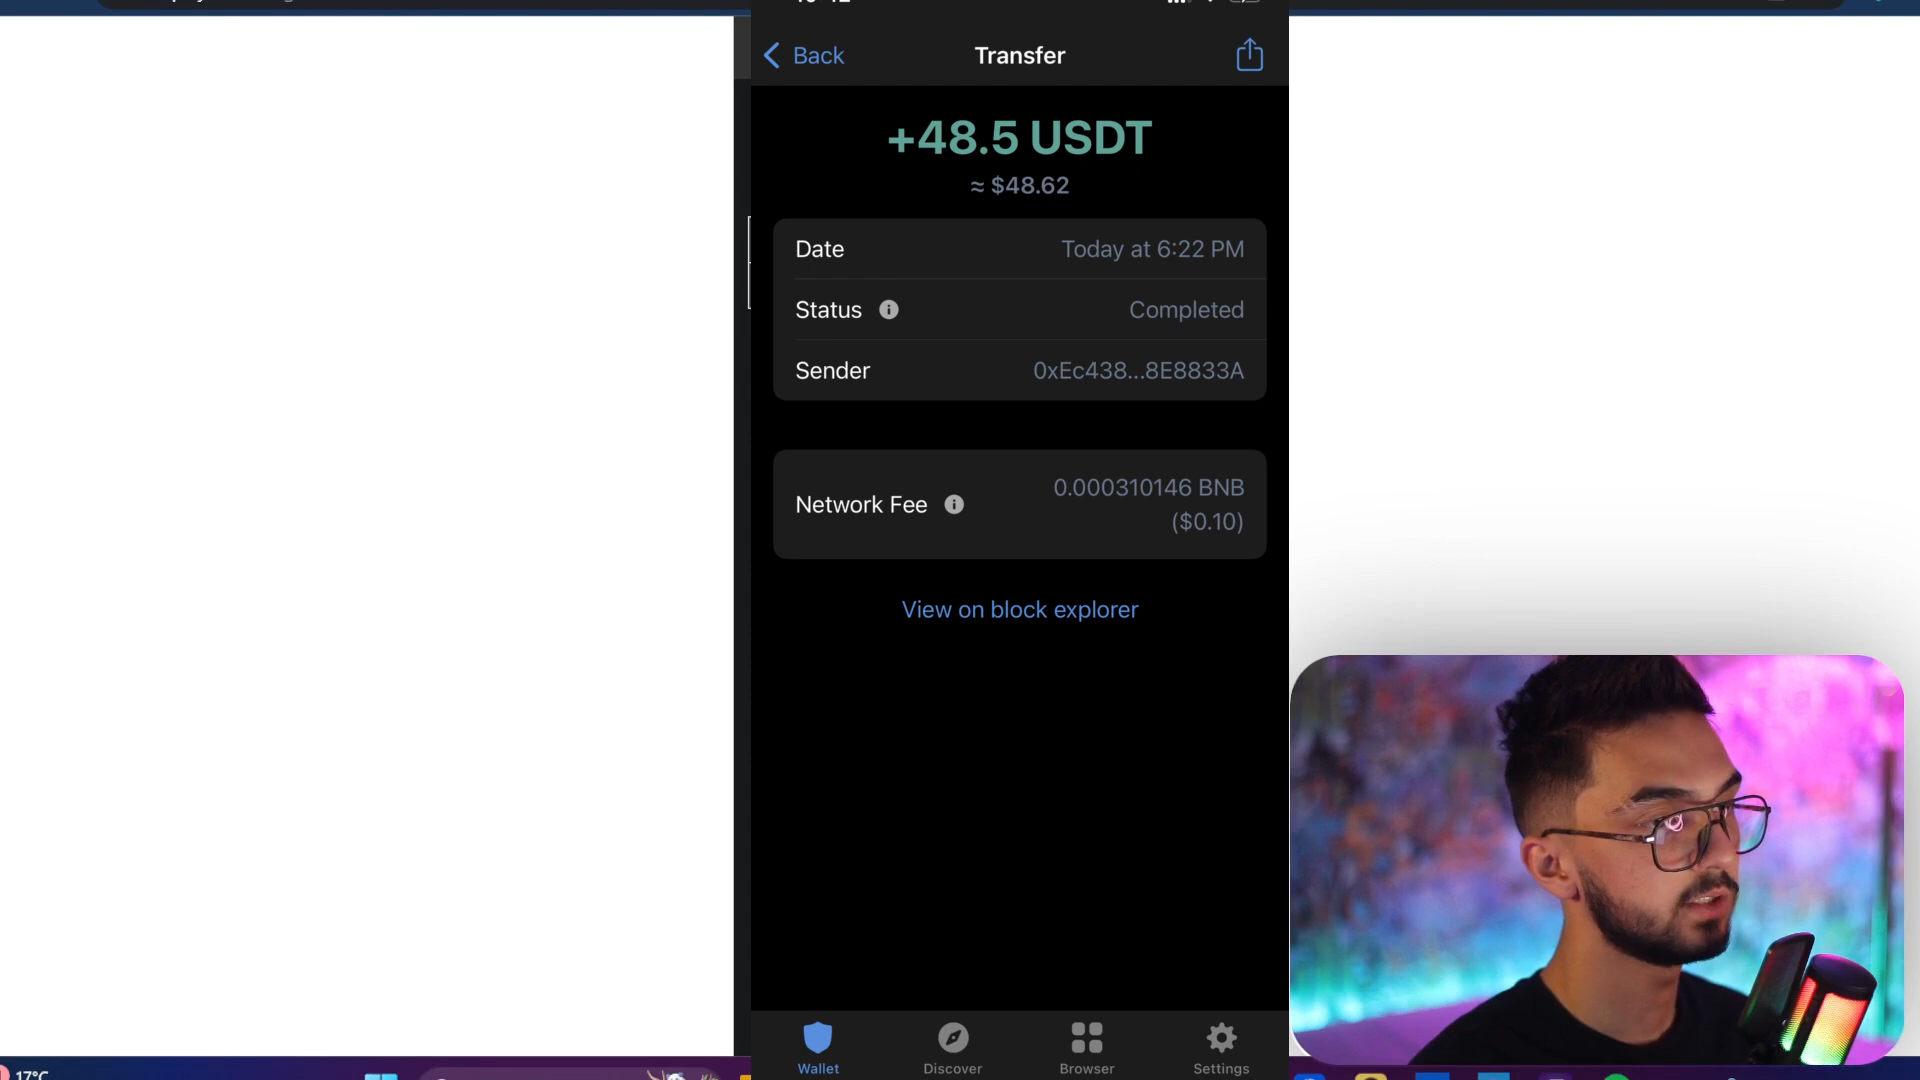 Back
Transfer
+48.5 USDT
≈ $48.62
Date
Today at 6:22 PM
Status
Completed
Sender
0xEc438...8E8833A
Network Fee
0.000310146 BNB
($0.10)
View on block explorer
Wallet
Discover
Browser
Settings
17°C